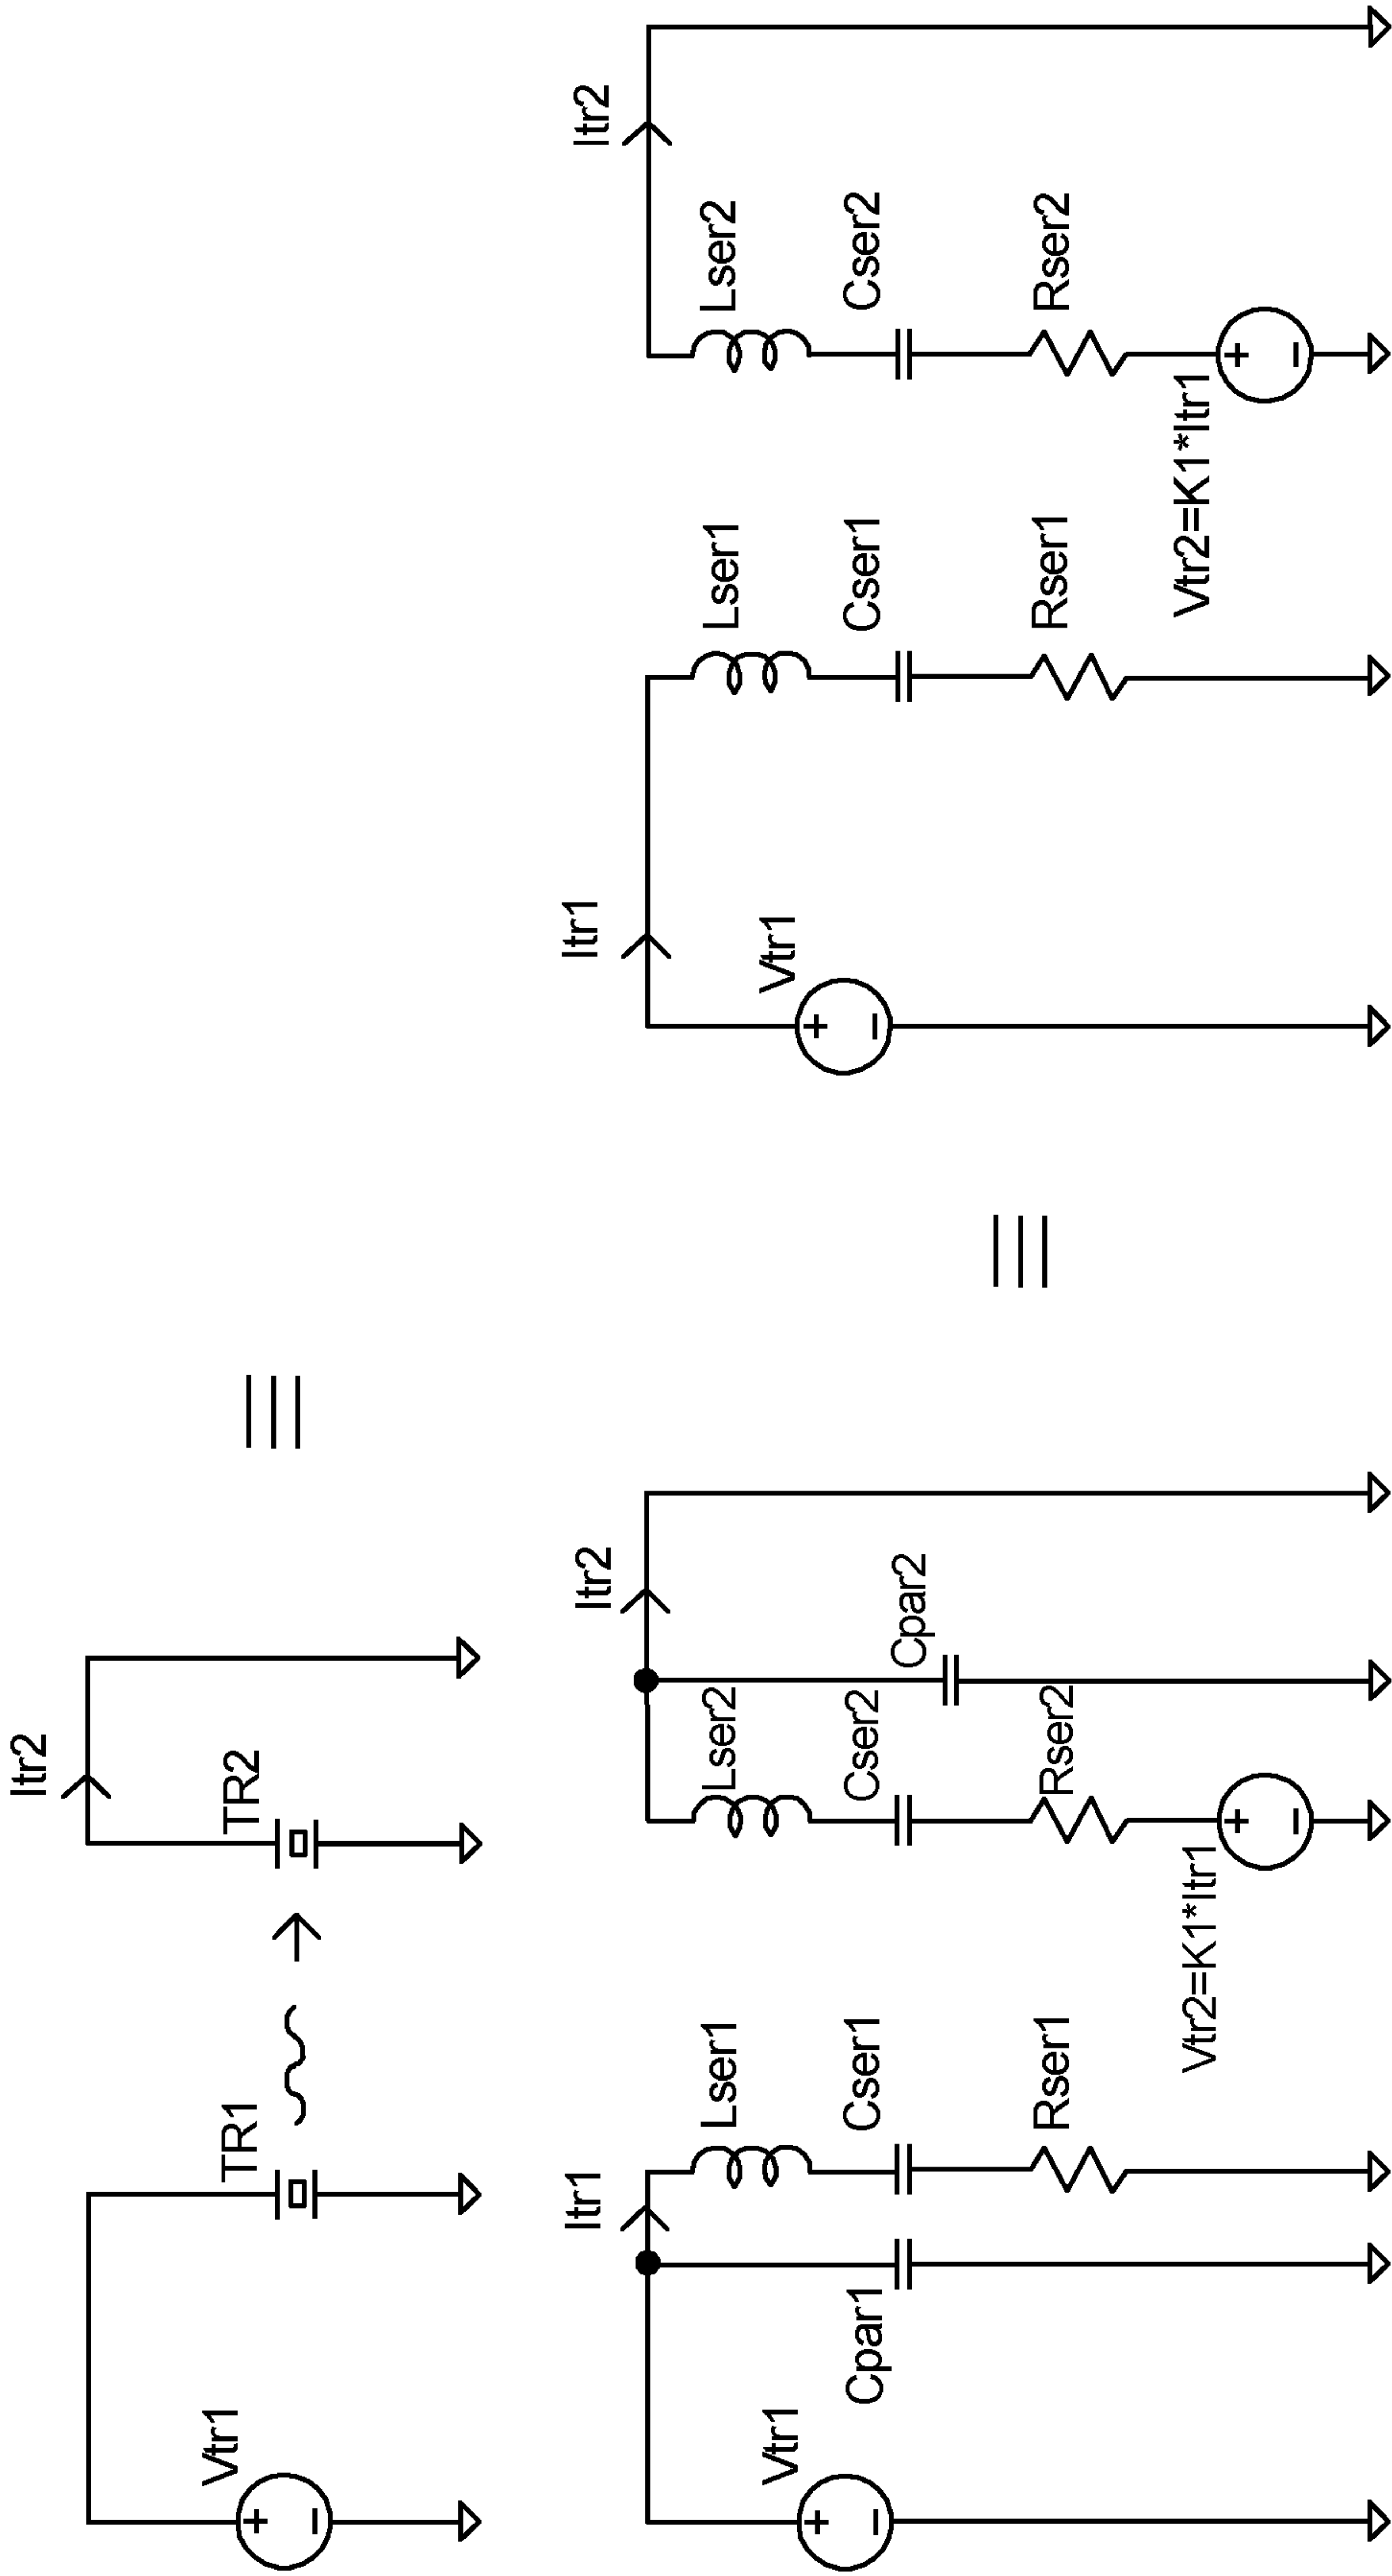 Itr2
Vtr1
TR1
TR2
+
−
Itr1
Itr2
Vtr1
+
−
Cpar1
Lser1
Cser1
Rser1
Lser2
Cser2
Rser2
Cpar2
Vtr2=K1*Itr1
+
−
Itr1
Itr2
Vtr1
+
−
Lser1
Cser1
Rser1
Lser2
Cser2
Rser2
Vtr2=K1*Itr1
+
−